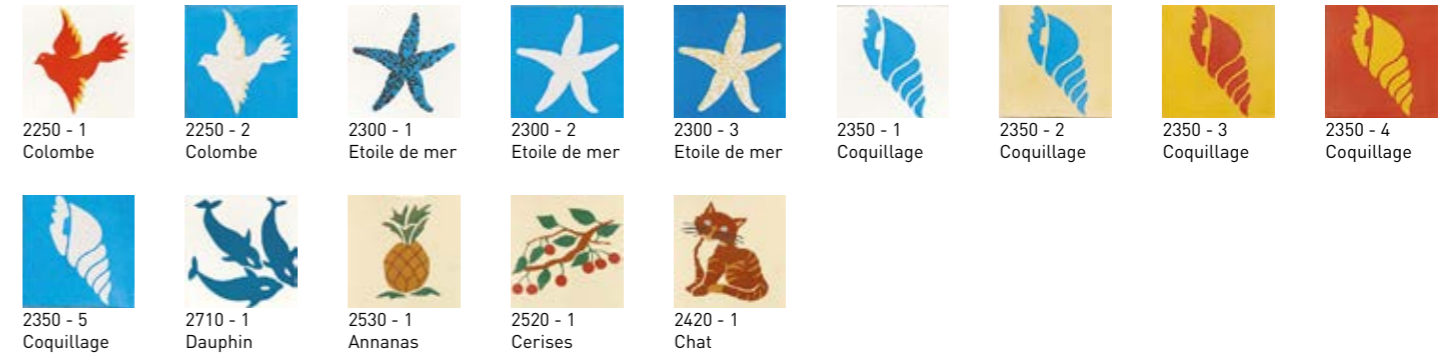 2250 - 1
Colombe
2250 - 2
Colombe
2300 - 1
Etoile de mer
2300 - 2
Etoile de mer
2300 - 3
Etoile de mer
2350 - 1
Coquillage
2350 - 2
Coquillage
2350 - 3
Coquillage
2350 - 4
Coquillage
2350 - 5
Coquillage
2710 - 1
Dauphin
2530 - 1
Annanas
2520 - 1
Cerises
2420 - 1
Chat